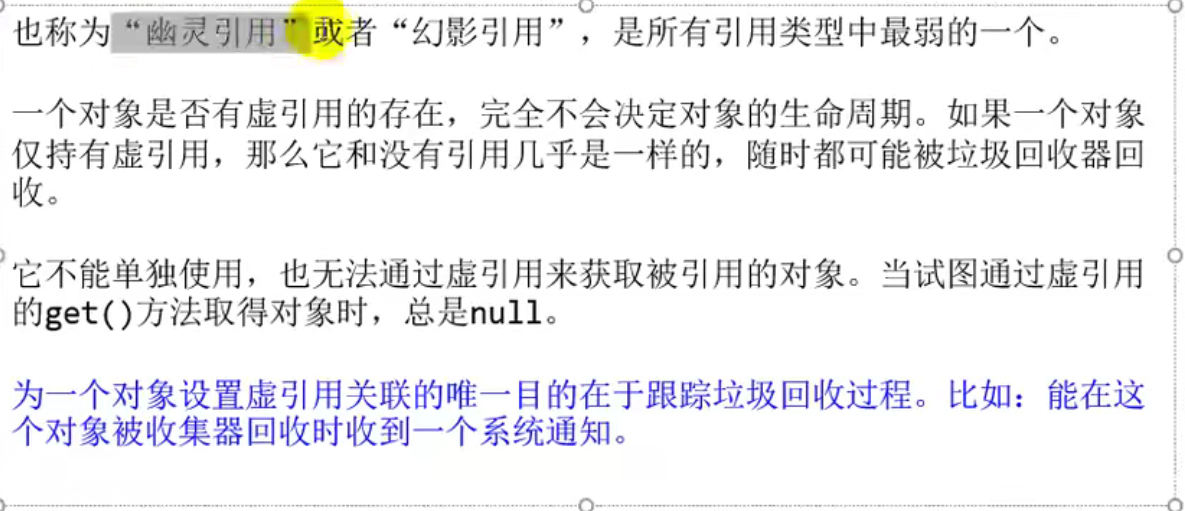 也称为“幽灵引用”或者“幻影引用”，是所有引用类型中最弱的一个。
一个对象是否有虚引用的存在，完全不会决定对象的生命周期。如果一个对象
仅持有虚引用，那么它和没有引用几乎是一样的，随时都可能被垃圾回收器回
收。
它不能单独使用，也无法通过虚引用来获取被引用的对象。当试图通过虚引用
的get()方法取得对象时，总是null。
为一个对象设置虚引用关联的唯一目的在于跟踪垃圾回收过程。比如：能在这
个对象被收集器回收时收到一个系统通知。